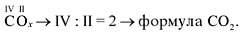 IV II
COₓ → IV : II = 2 → формула CO₂.